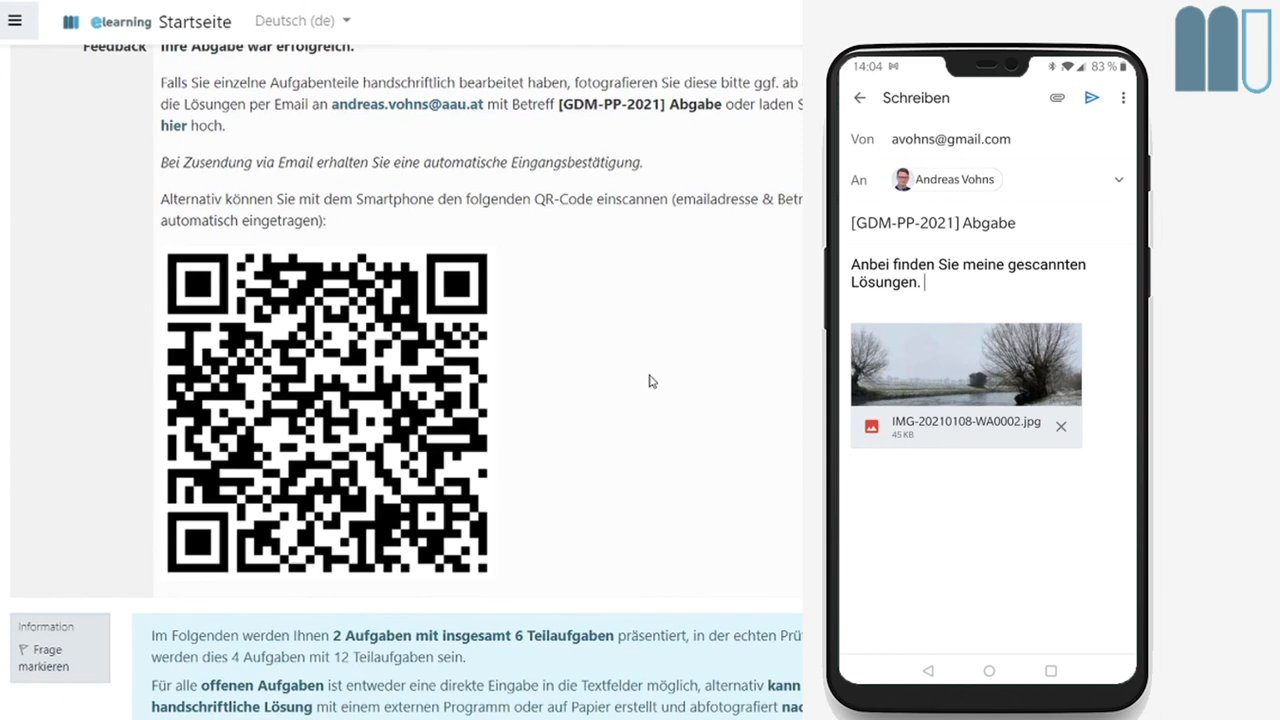 elearning Startseite Deutsch (de)
Feedback Ihre Abgabe war erfolgreich.
Falls Sie einzelne Aufgabenteile handschriftlich bearbeitet haben, fotografieren Sie diese bitte ggf. ab
die Lösungen per Email an andreas.vohns@aau.at mit Betreff [GDM-PP-2021] Abgabe oder laden S
hier hoch.
Bei Zusendung via Email erhalten Sie eine automatische Eingangsbestätigung.
Alternativ können Sie mit dem Smartphone den folgenden QR-Code einscannen (emailadresse & Betr
automatisch eingetragen):
Information
Frage
markieren
Im Folgenden werden Ihnen 2 Aufgaben mit insgesamt 6 Teilaufgaben präsentiert, in der echten Prü
werden dies 4 Aufgaben mit 12 Teilaufgaben sein.
Für alle offenen Aufgaben ist entweder eine direkte Eingabe in die Textfelder möglich, alternativ kann
handschriftliche Lösung mit einem externen Programm oder auf Papier erstellt und abfotografiert nac
14:04 83 %
Schreiben
Von avohns@gmail.com
An Andreas Vohns
[GDM-PP-2021] Abgabe
Anbei finden Sie meine gescannten
Lösungen.
IMG-20210108-WA0002.jpg
45 KB